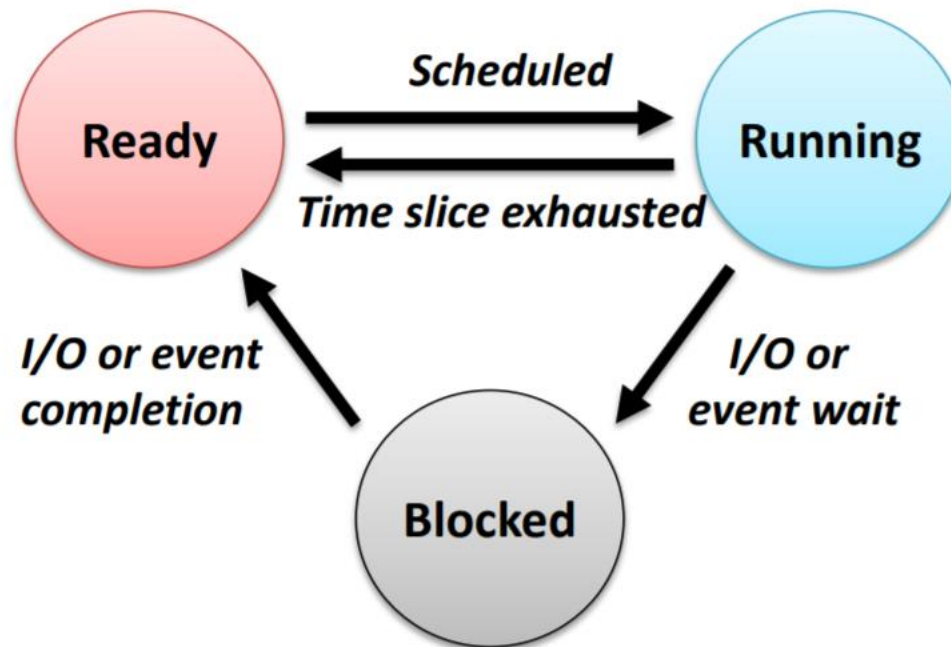 Scheduled
Ready
Running
Time slice exhausted
I/O or event
completion
I/O or
event wait
Blocked